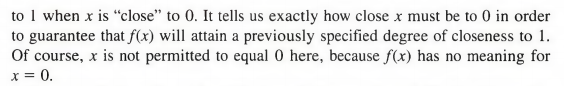 to 1 when x is “close” to 0. It tells us exactly how close x must be to 0 in order
to guarantee that f(x) will attain a previously specified degree of closeness to 1.
Of course, x is not permitted to equal 0 here, because f(x) has no meaning for
x = 0.